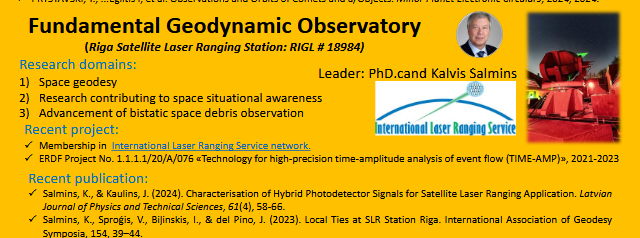 PRYSTAVSKI, T., ...Eglitis I., et al. Observations and Orbits of Comets and a/Objects. Minor Planet Electronic Circulars, 2024, 2024.
Fundamental Geodynamic Observatory
(Riga Satellite Laser Ranging Station: RIGL # 18984)
Research domains:
Leader: PhD.cand Kalvis Salmins
1) Space geodesy
2) Research contributing to space situational awareness
3) Advancement of bistatic space debris observation
International Laser Ranging Service
Recent project:
✓ Membership in International Laser Ranging Service network.
✓ ERDF Project No. 1.1.1.1/20/A/076 «Technology for high-precision time-amplitude analysis of event flow (TIME-AMP)», 2021-2023
Recent publication:
✓ Salmins, K., & Kaulins, J. (2024). Characterisation of Hybrid Photodetector Signals for Satellite Laser Ranging Application. Latvian
Journal of Physics and Technical Sciences, 61(4), 58-66.
✓ Salmins, K., Sproģis, V., Biļinskis, I., & del Pino, J. (2023). Local Ties at SLR Station Riga. International Association of Geodesy
Symposia, 154, 39–44.